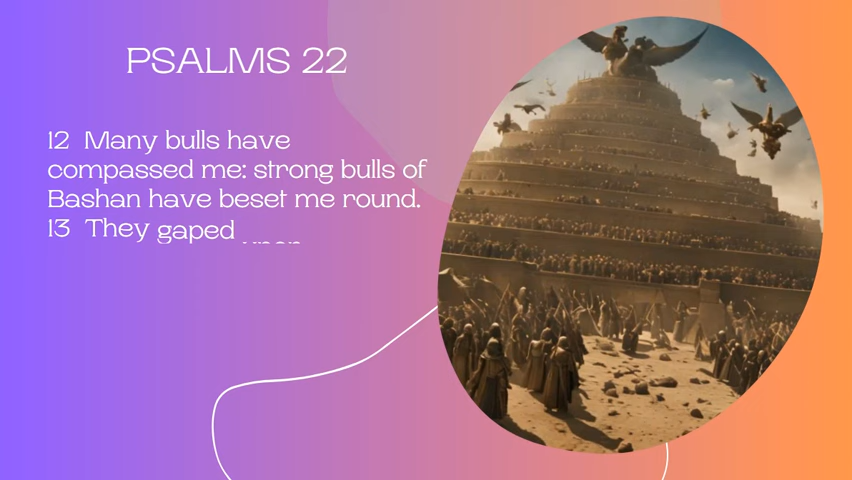 PSALMS 22
12 Many bulls have
compassed me: strong bulls of
Bashan have beset me round.
13 They gaped